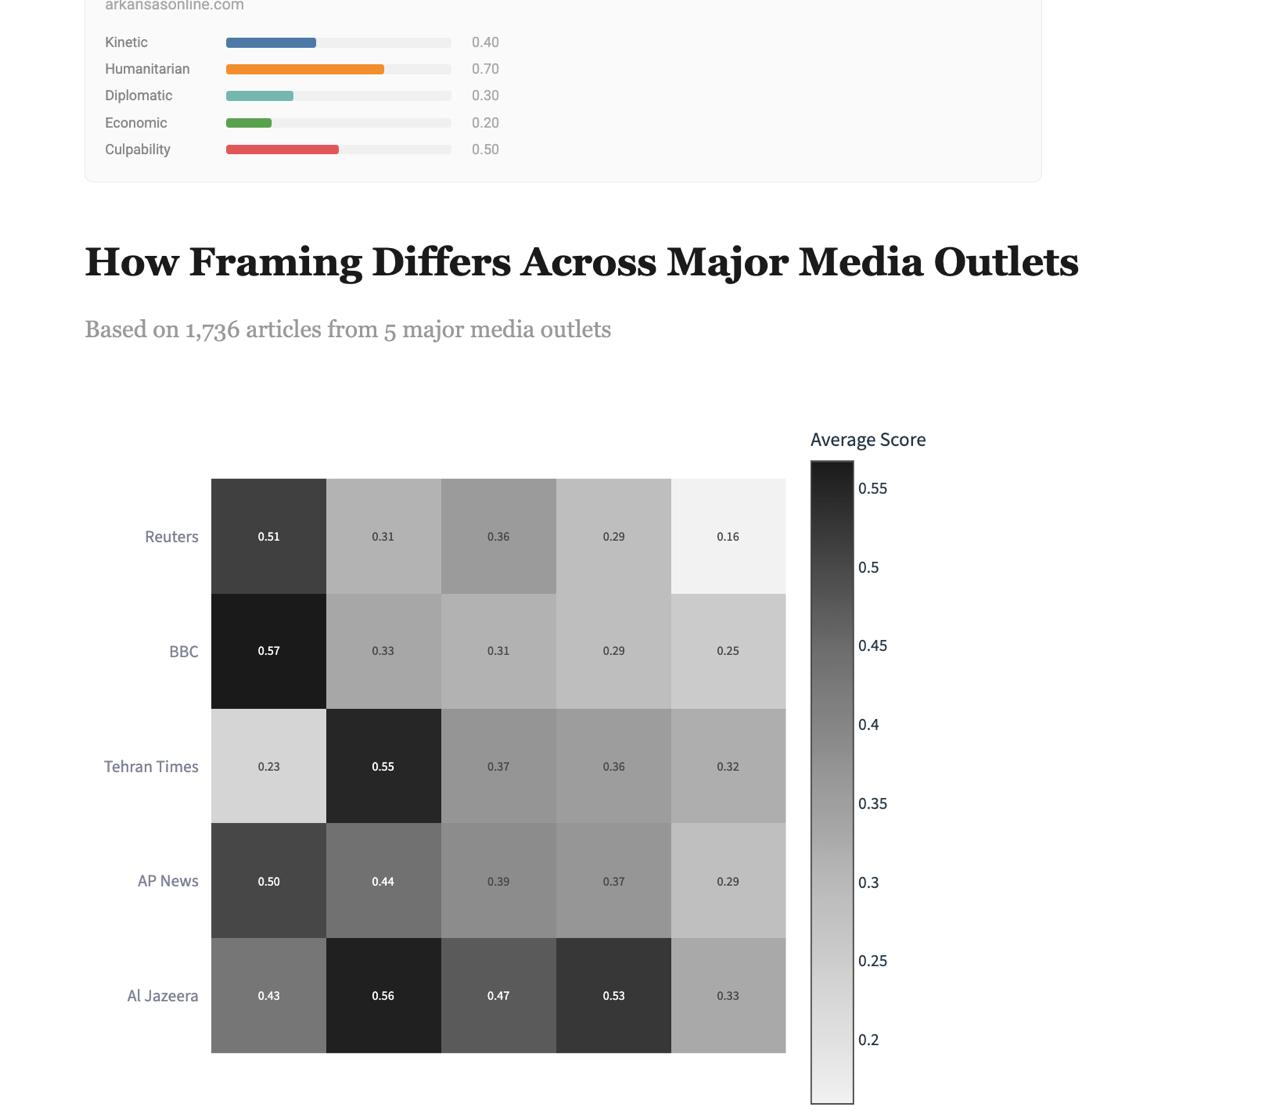 arkansasonline.com
Kinetic 0.40
Humanitarian 0.70
Diplomatic 0.30
Economic 0.20
Culpability 0.50
How Framing Differs Across Major Media Outlets
Based on 1,736 articles from 5 major media outlets
Average Score
Reuters 0.51 0.31 0.36 0.29 0.16
BBC 0.57 0.33 0.31 0.29 0.25
Tehran Times 0.23 0.55 0.37 0.36 0.32
AP News 0.50 0.44 0.39 0.37 0.29
Al Jazeera 0.43 0.56 0.47 0.53 0.33
0.55
0.5
0.45
0.4
0.35
0.3
0.25
0.2